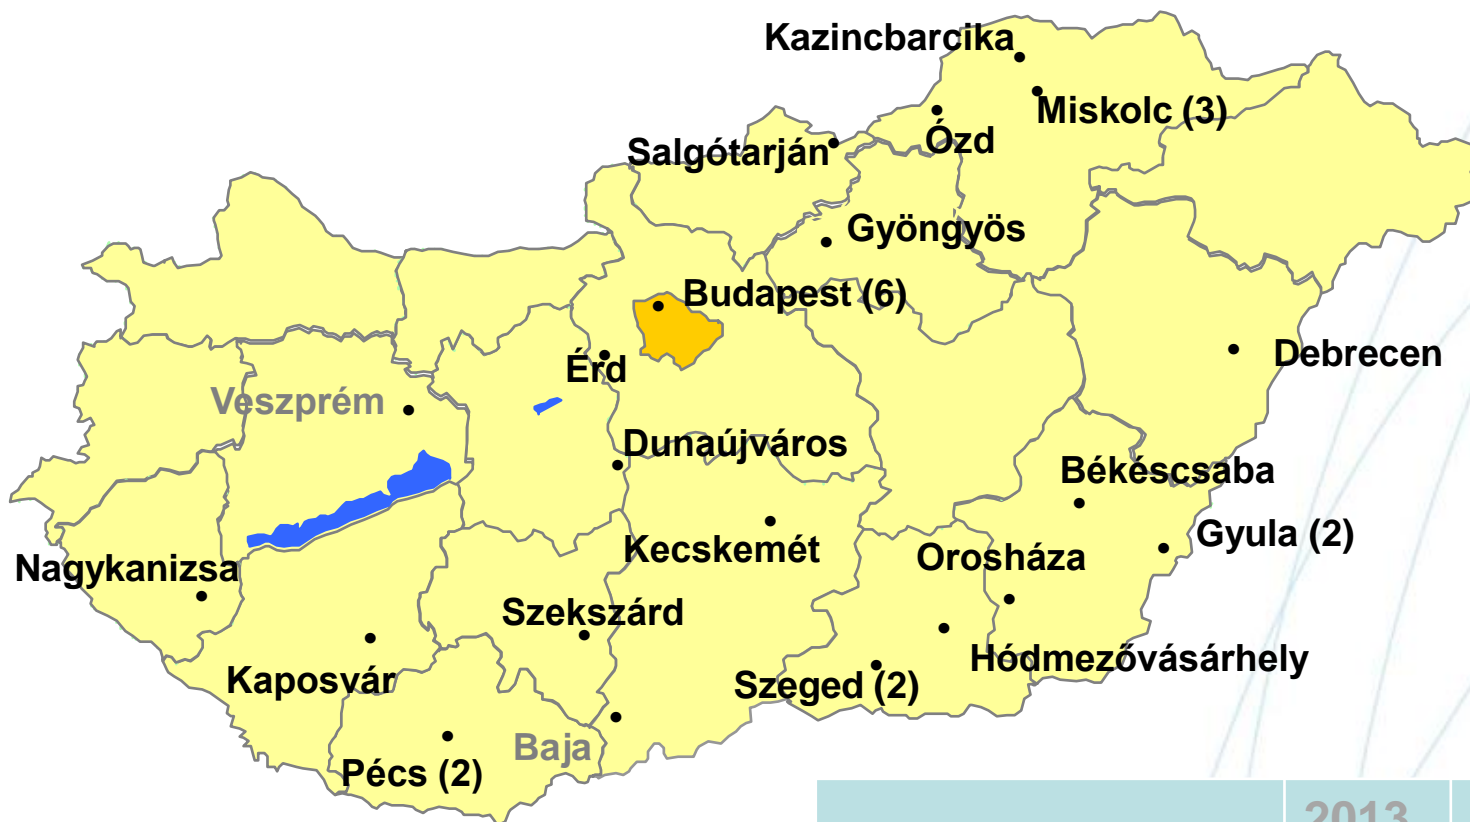 Kazincbarcika
Miskolc (3)
Ózd
Salgótarján
Gyöngyös
Budapest (6)
Érd
Debrecen
Veszprém
Dunaújváros
Békéscsaba
Gyula (2)
Kecskemét
Orosháza
Nagykanizsa
Szekszárd
Hódmezővásárhely
Kaposvár
Szeged (2)
Baja
Pécs (2)
2013